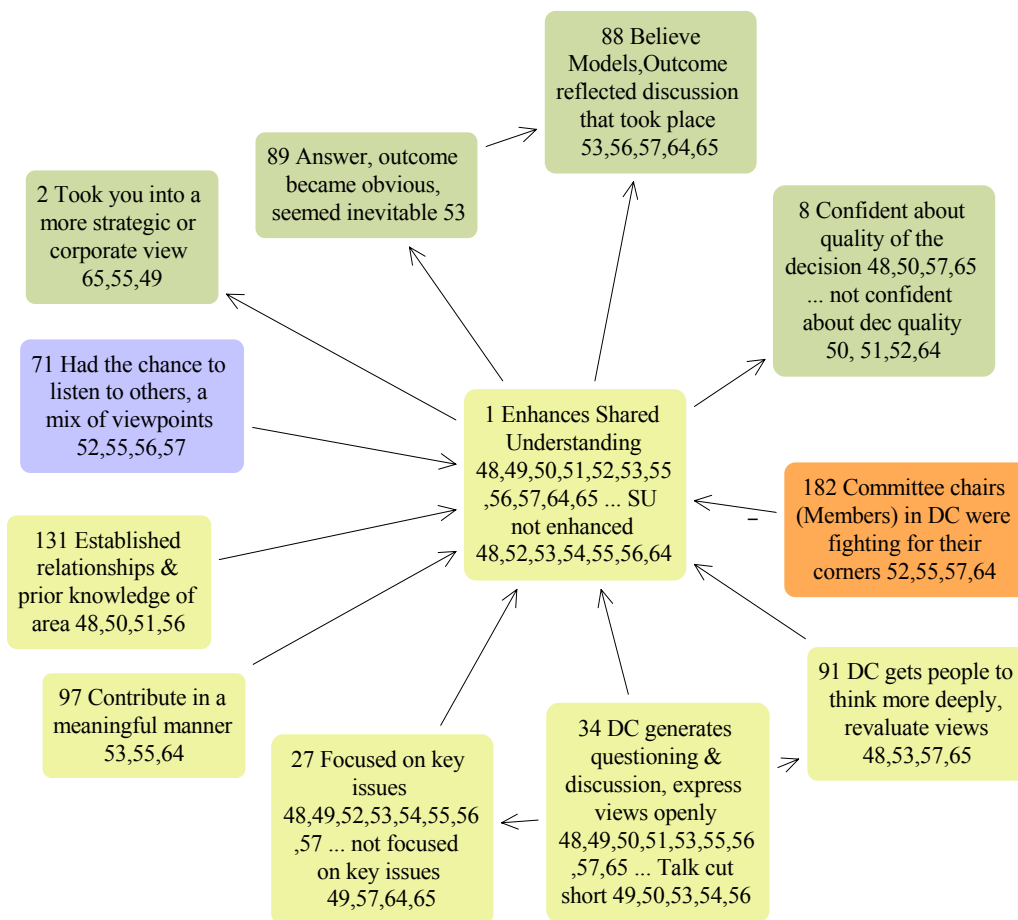 88 Believe
Models,Outcome
reflected discussion
that took place
53,56,57,64,65
89 Answer, outcome
became obvious,
seemed inevitable 53
2 Took you into a
more strategic or
corporate view
65,55,49
8 Confident about
quality of the
decision 48,50,57,65
... not confident
about dec quality
50, 51,52,64
71 Had the chance to
listen to others, a
mix of viewpoints
52,55,56,57
1 Enhances Shared
Understanding
48,49,50,51,52,53,55
,56,57,64,65 ... SU
not enhanced
48,52,53,54,55,56,64
182 Committee chairs
(Members) in DC were
fighting for their
corners 52,55,57,64
–
131 Established
relationships &
prior knowledge of
area 48,50,51,56
97 Contribute in a
meaningful manner
53,55,64
27 Focused on key
issues
48,49,52,53,54,55,56
,57 ... not focused
on key issues
49,57,64,65
34 DC generates
questioning &
discussion, express
views openly
48,49,50,51,53,55,56
,57,65 ... Talk cut
short 49,50,53,54,56
91 DC gets people to
think more deeply,
revaluate views
48,53,57,65